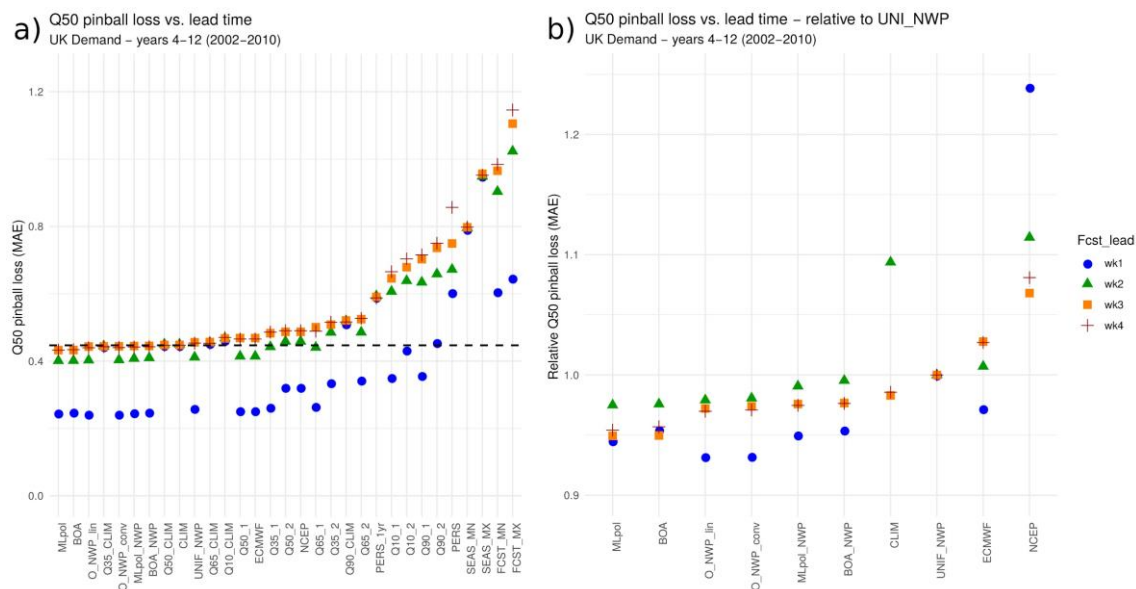 a)
Q50 pinball loss vs. lead time
UK Demand − years 4−12 (2002−2010)
Q50 pinball loss (MAE)
1.2
0.8
0.4
0.0
MLpol
BOA
O_NWP_lin
Q35_CLIM
O_NWP_conv
MLpol_NWP
BOA_NWP
Q50_CLIM
CLIM
UNIF_NWP
Q65_CLIM
Q10_CLIM
Q50_1
ECMWF
Q35_1
Q50_2
NCEP
Q65_1
Q35_2
Q90_CLIM
Q65_2
PERS_1yr
Q10_1
Q10_2
Q90_1
Q90_2
PERS
SEAS_MN
SEAS_MX
FCST_MN
FCST_MX
b)
Q50 pinball loss vs. lead time − relative to UNI_NWP
UK Demand − years 4−12 (2002−2010)
Relative Q50 pinball loss (MAE)
1.2
1.1
1.0
0.9
MLpol
BOA
O_NWP_lin
O_NWP_conv
MLpol_NWP
BOA_NWP
CLIM
UNIF_NWP
ECMWF
NCEP
Fcst_lead
wk1
wk2
wk3
wk4